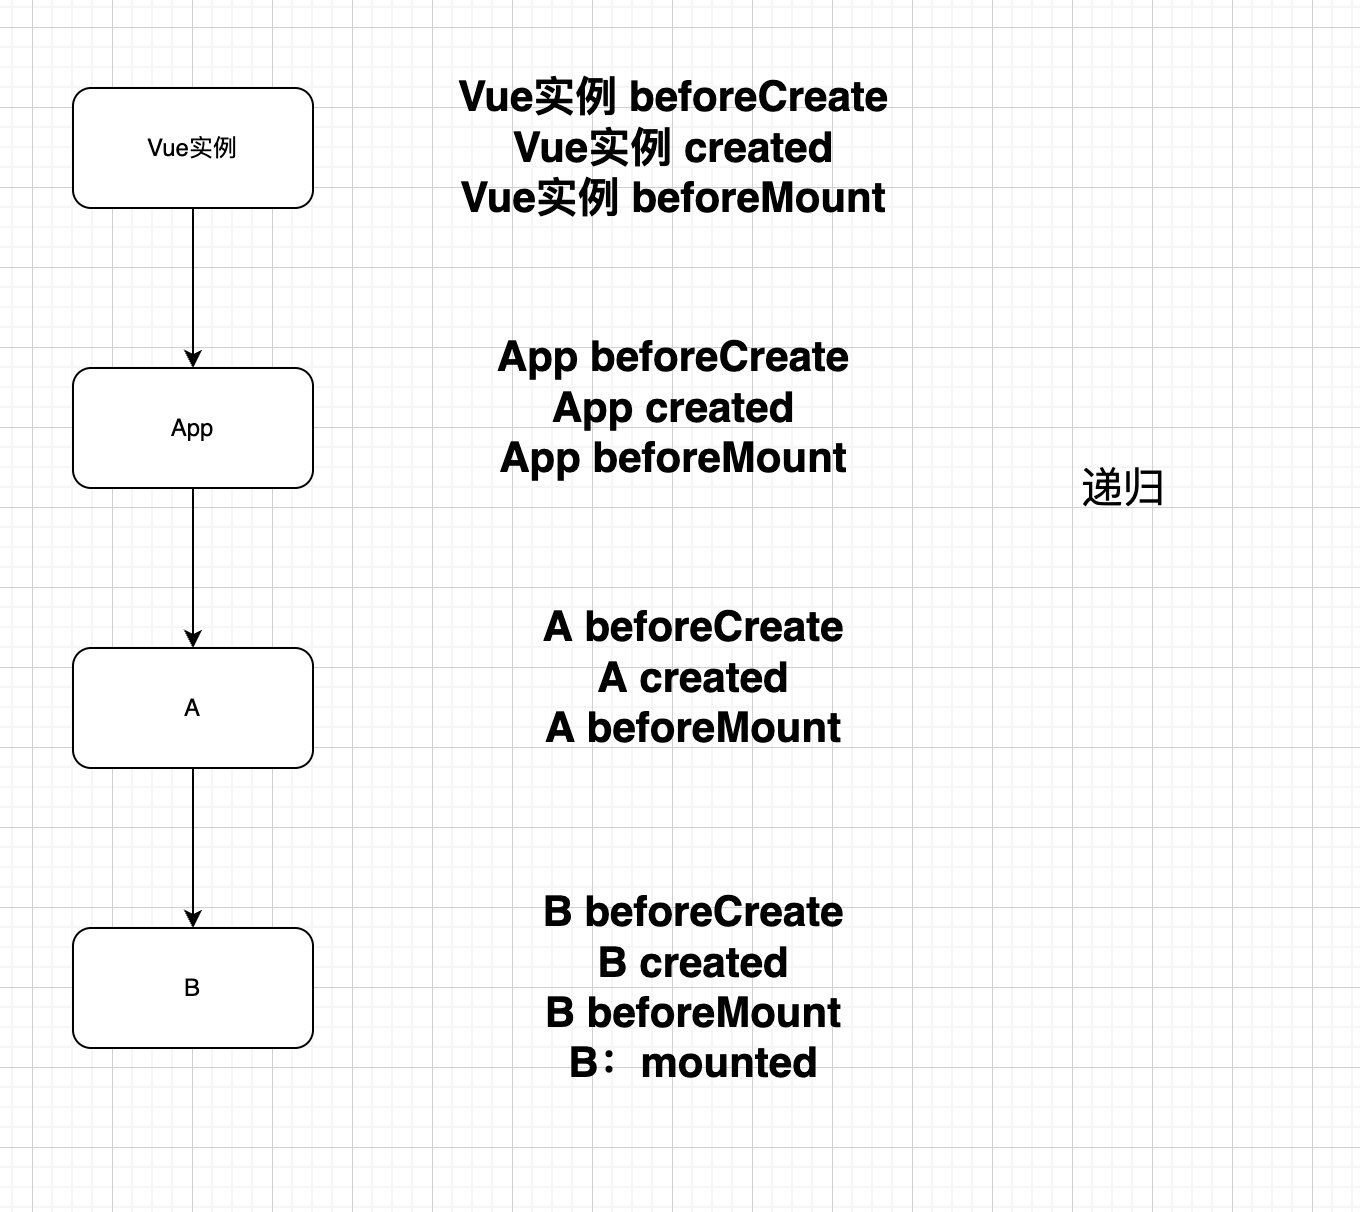 Vue实例
Vue实例 beforeCreate
Vue实例 created
Vue实例 beforeMount
App
App beforeCreate
App created
App beforeMount
递归
A
A beforeCreate
A created
A beforeMount
B
B beforeCreate
B created
B beforeMount
B：mounted